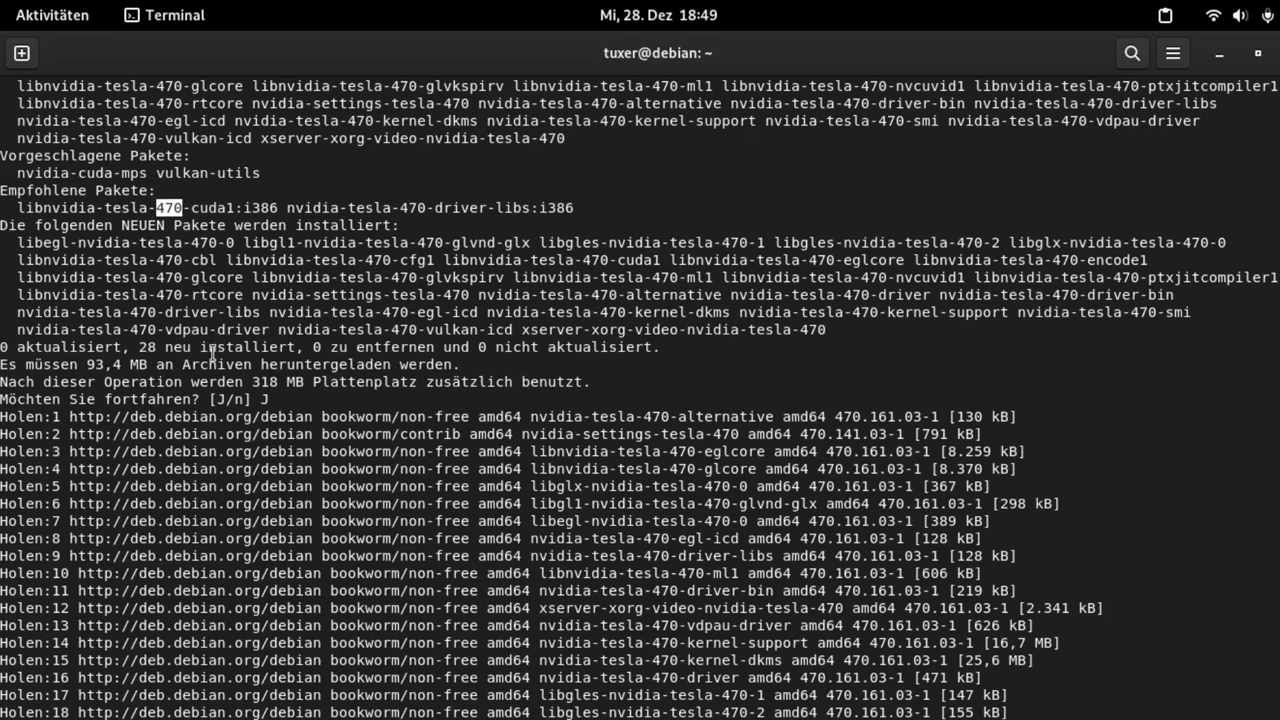 Aktivitäten Terminal Mi, 28. Dez 18:49
tuxer@debian: ~
libnvidia-tesla-470-glcore libnvidia-tesla-470-glvkspirv libnvidia-tesla-470-ml1 libnvidia-tesla-470-nvcuvid1 libnvidia-tesla-470-ptxjitcompiler1
libnvidia-tesla-470-rtcore nvidia-settings-tesla-470 nvidia-tesla-470-alternative nvidia-tesla-470-driver-bin nvidia-tesla-470-driver-libs
nvidia-tesla-470-egl-icd nvidia-tesla-470-kernel-dkms nvidia-tesla-470-kernel-support nvidia-tesla-470-smi nvidia-tesla-470-vdpau-driver
nvidia-tesla-470-vulkan-icd xserver-xorg-video-nvidia-tesla-470
Vorgeschlagene Pakete:
nvidia-cuda-mps vulkan-utils
Empfohlene Pakete:
libnvidia-tesla-470-cuda1:i386 nvidia-tesla-470-driver-libs:i386
Die folgenden NEUEN Pakete werden installiert:
libegl-nvidia-tesla-470-0 libgl1-nvidia-tesla-470-glvnd-glx libgles-nvidia-tesla-470-1 libgles-nvidia-tesla-470-2 libglx-nvidia-tesla-470-0
libnvidia-tesla-470-cbl libnvidia-tesla-470-cfg1 libnvidia-tesla-470-cuda1 libnvidia-tesla-470-eglcore libnvidia-tesla-470-encode1
libnvidia-tesla-470-glcore libnvidia-tesla-470-glvkspirv libnvidia-tesla-470-ml1 libnvidia-tesla-470-nvcuvid1 libnvidia-tesla-470-ptxjitcompiler1
libnvidia-tesla-470-rtcore nvidia-settings-tesla-470 nvidia-tesla-470-alternative nvidia-tesla-470-driver nvidia-tesla-470-driver-bin
nvidia-tesla-470-driver-libs nvidia-tesla-470-egl-icd nvidia-tesla-470-kernel-dkms nvidia-tesla-470-kernel-support nvidia-tesla-470-smi
nvidia-tesla-470-vdpau-driver nvidia-tesla-470-vulkan-icd xserver-xorg-video-nvidia-tesla-470
0 aktualisiert, 28 neu installiert, 0 zu entfernen und 0 nicht aktualisiert.
Es müssen 93,4 MB an Archiven heruntergeladen werden.
Nach dieser Operation werden 318 MB Plattenplatz zusätzlich benutzt.
Möchten Sie fortfahren? [J/n] J
Holen:1 http://deb.debian.org/debian bookworm/non-free amd64 nvidia-tesla-470-alternative amd64 470.161.03-1 [130 kB]
Holen:2 http://deb.debian.org/debian bookworm/contrib amd64 nvidia-settings-tesla-470 amd64 470.141.03-1 [791 kB]
Holen:3 http://deb.debian.org/debian bookworm/non-free amd64 libnvidia-tesla-470-eglcore amd64 470.161.03-1 [8.259 kB]
Holen:4 http://deb.debian.org/debian bookworm/non-free amd64 libnvidia-tesla-470-glcore amd64 470.161.03-1 [8.370 kB]
Holen:5 http://deb.debian.org/debian bookworm/non-free amd64 libglx-nvidia-tesla-470-0 amd64 470.161.03-1 [367 kB]
Holen:6 http://deb.debian.org/debian bookworm/non-free amd64 libgl1-nvidia-tesla-470-glvnd-glx amd64 470.161.03-1 [298 kB]
Holen:7 http://deb.debian.org/debian bookworm/non-free amd64 libegl-nvidia-tesla-470-0 amd64 470.161.03-1 [389 kB]
Holen:8 http://deb.debian.org/debian bookworm/non-free amd64 nvidia-tesla-470-egl-icd amd64 470.161.03-1 [128 kB]
Holen:9 http://deb.debian.org/debian bookworm/non-free amd64 nvidia-tesla-470-driver-libs amd64 470.161.03-1 [128 kB]
Holen:10 http://deb.debian.org/debian bookworm/non-free amd64 libnvidia-tesla-470-ml1 amd64 470.161.03-1 [606 kB]
Holen:11 http://deb.debian.org/debian bookworm/non-free amd64 nvidia-tesla-470-driver-bin amd64 470.161.03-1 [219 kB]
Holen:12 http://deb.debian.org/debian bookworm/non-free amd64 xserver-xorg-video-nvidia-tesla-470 amd64 470.161.03-1 [2.341 kB]
Holen:13 http://deb.debian.org/debian bookworm/non-free amd64 nvidia-tesla-470-vdpau-driver amd64 470.161.03-1 [626 kB]
Holen:14 http://deb.debian.org/debian bookworm/non-free amd64 nvidia-tesla-470-kernel-support amd64 470.161.03-1 [16,7 MB]
Holen:15 http://deb.debian.org/debian bookworm/non-free amd64 nvidia-tesla-470-kernel-dkms amd64 470.161.03-1 [25,6 MB]
Holen:16 http://deb.debian.org/debian bookworm/non-free amd64 nvidia-tesla-470-driver amd64 470.161.03-1 [471 kB]
Holen:17 http://deb.debian.org/debian bookworm/non-free amd64 libgles-nvidia-tesla-470-1 amd64 470.161.03-1 [147 kB]
Holen:18 http://deb.debian.org/debian bookworm/non-free amd64 libgles-nvidia-tesla-470-2 amd64 470.161.03-1 [155 kB]